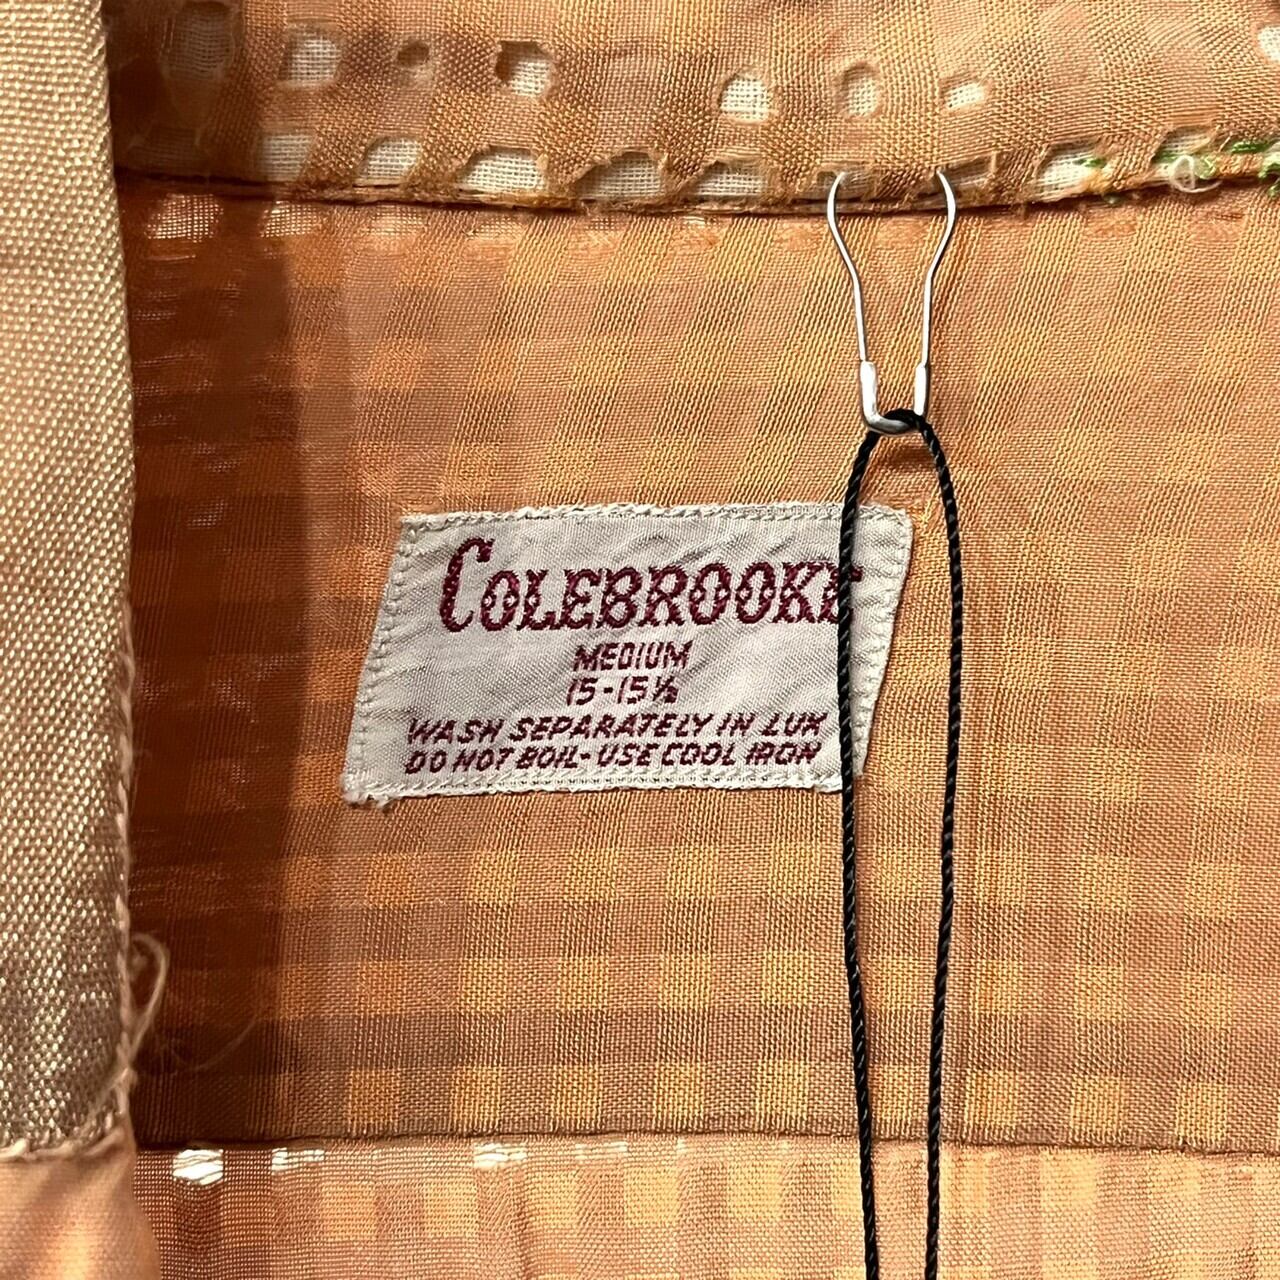 COLEBROOKE
MEDIUM
15-15½
WASH SEPARATELY IN LUX
DO NOT BOIL-USE COOL IRON